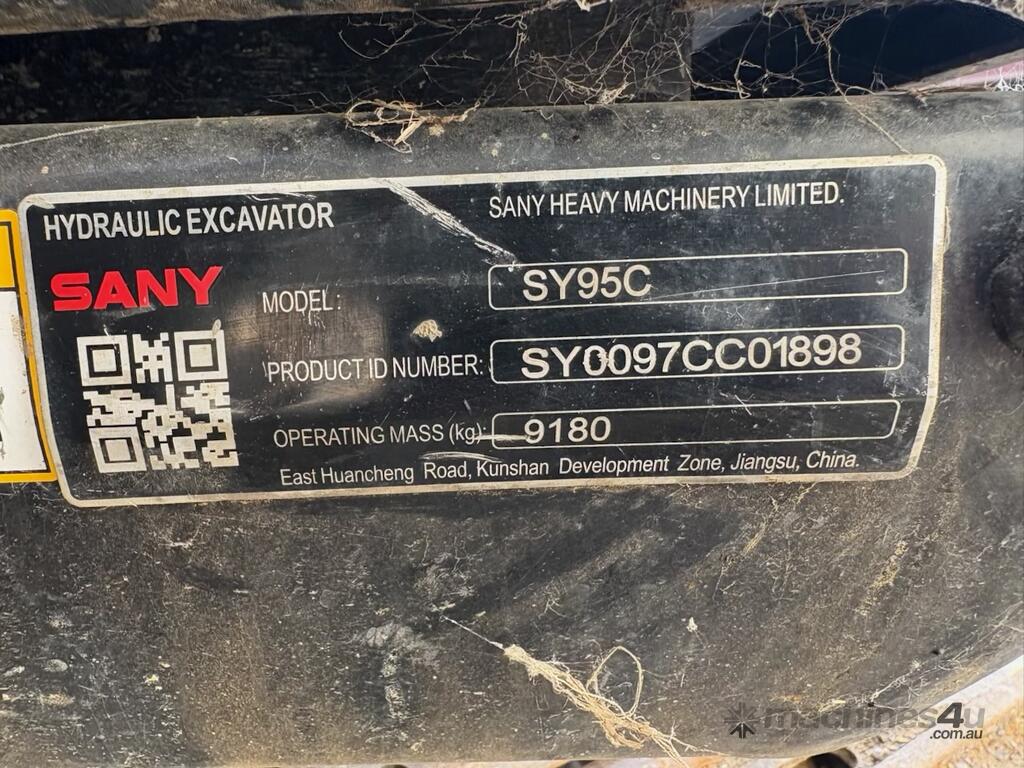 HYDRAULIC EXCAVATOR
SANY HEAVY MACHINERY LIMITED.
SANY
MODEL: SY95C
PRODUCT ID NUMBER: SY0097CC01898
OPERATING MASS (kg): 9180
East Huancheng Road, Kunshan Development Zone, Jiangsu, China.
machines4u
.com.au